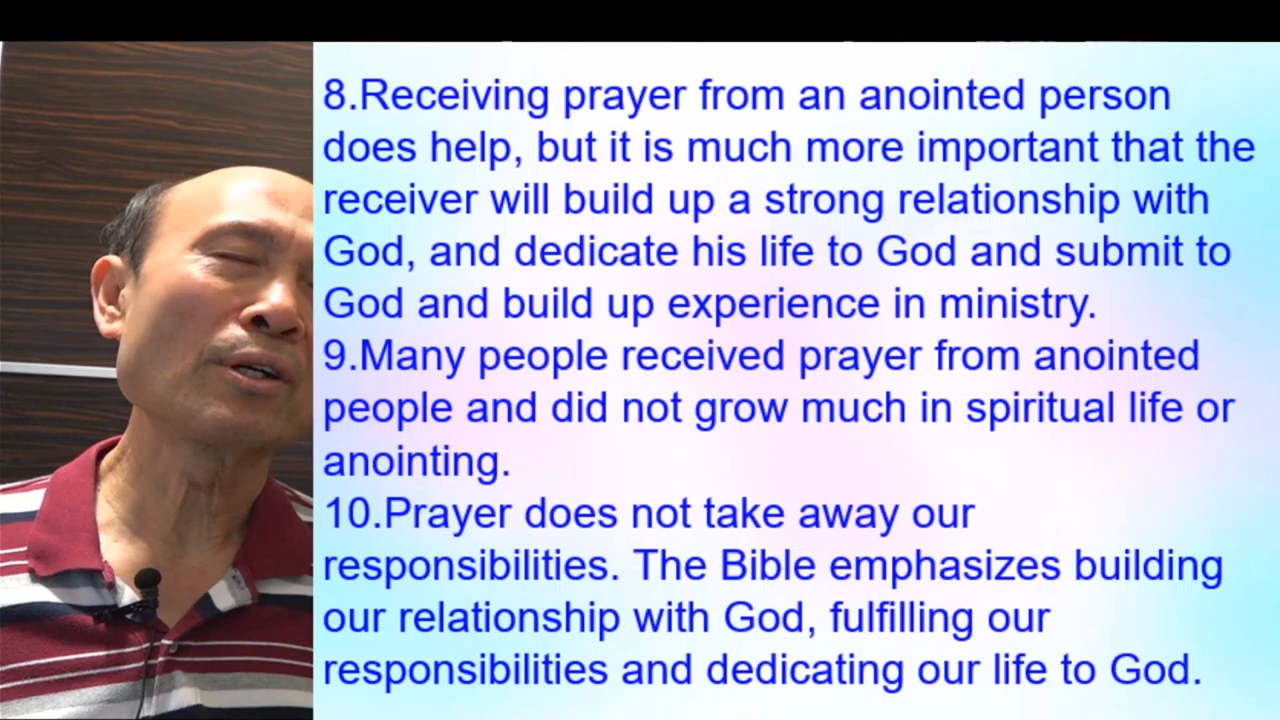 8.Receiving prayer from an anointed person
does help, but it is much more important that the
receiver will build up a strong relationship with
God, and dedicate his life to God and submit to
God and build up experience in ministry.
9.Many people received prayer from anointed
people and did not grow much in spiritual life or
anointing.
10.Prayer does not take away our
responsibilities. The Bible emphasizes building
our relationship with God, fulfilling our
responsibilities and dedicating our life to God.